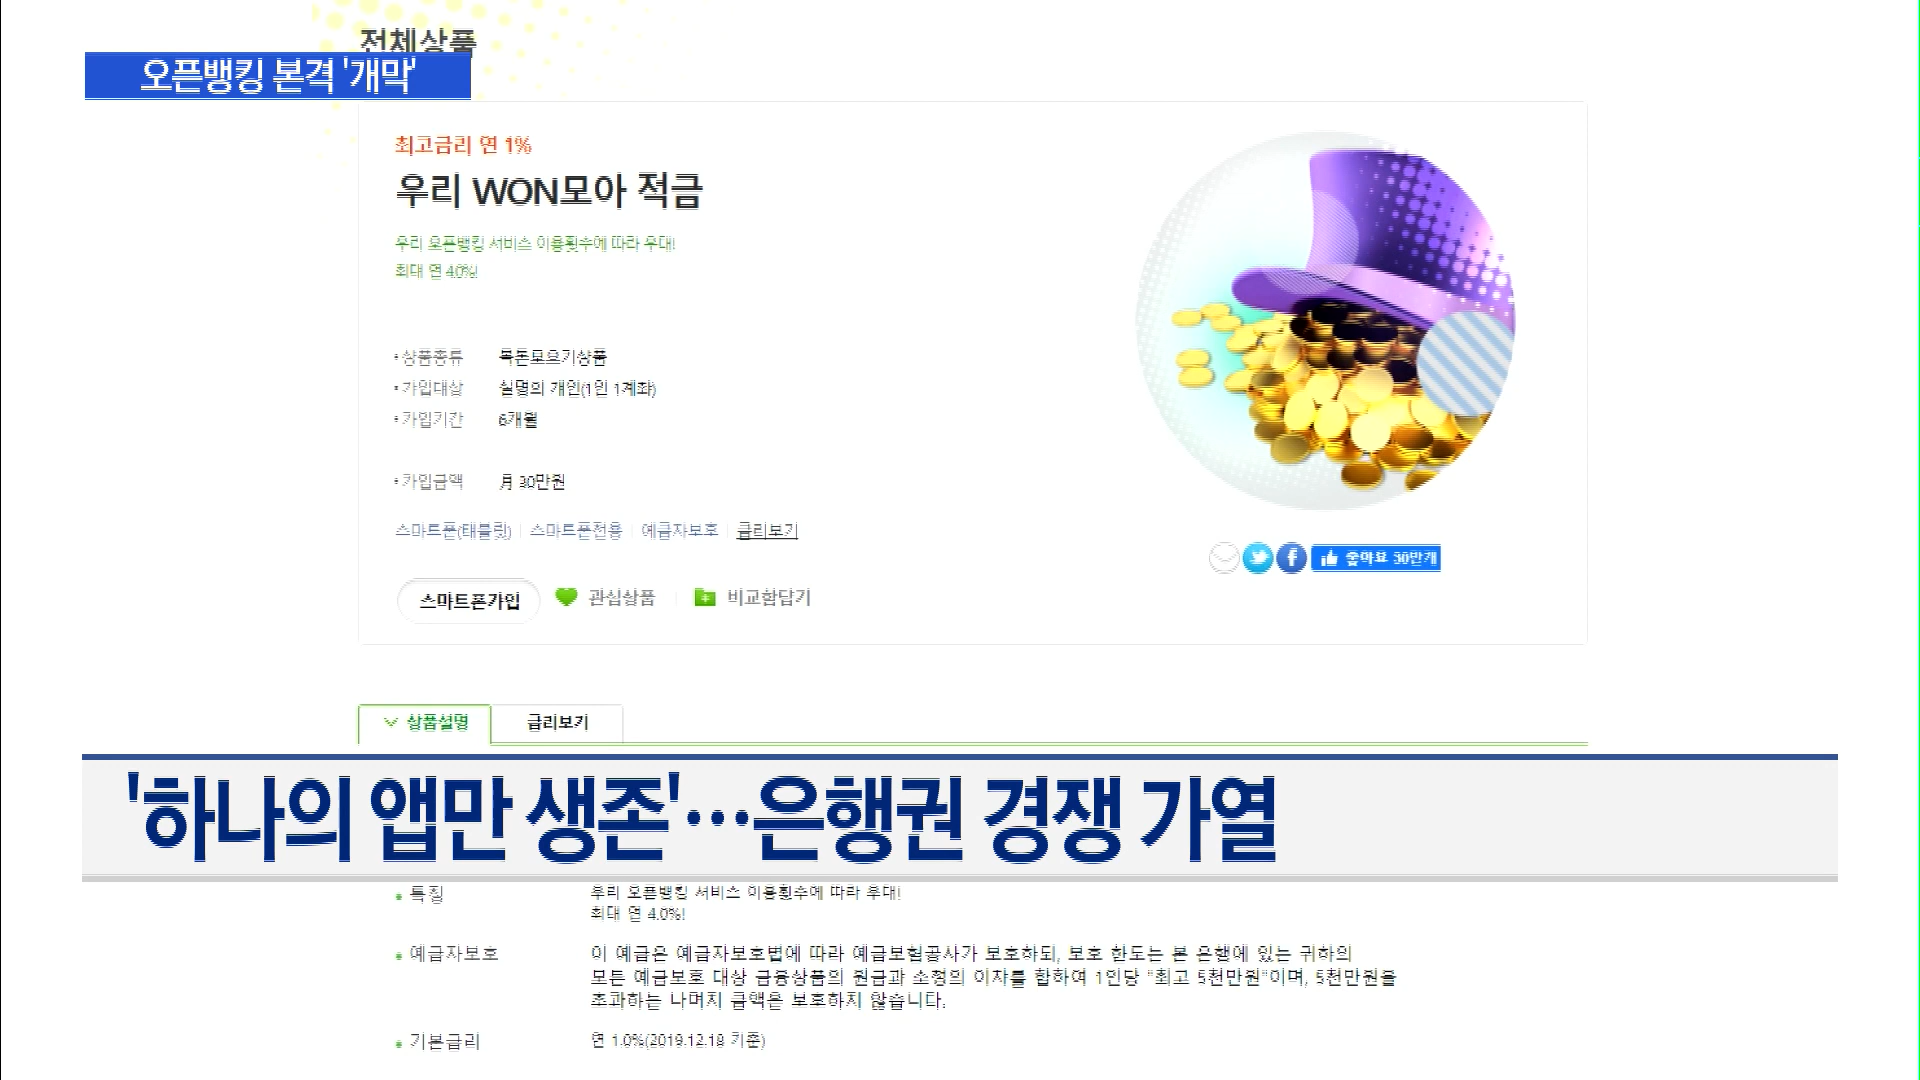 전체상품
오픈뱅킹 본격 '개막'
최고금리 연 1%
우리 WON모아 적금
우리 오픈뱅킹 서비스 이용횟수에 따라 우대!
최대 연 4.0%!
상품종류 목돈모으기상품
가입대상 실명의 개인(1인 1계좌)
가입기간 6개월
가입금액 月 30만원
스마트폰(태블릿) 스마트폰전용 예금자보호 금리보기
좋아요 30만개
스마트폰가입 관심상품 비교함담기
상품설명 금리보기
'하나의 앱만 생존'…은행권 경쟁 가열
특징 우리 오픈뱅킹 서비스 이용횟수에 따라 우대!
최대 연 4.0%!
예금자보호 이 예금은 예금자보호법에 따라 예금보험공사가 보호하되, 보호 한도는 본 은행에 있는 귀하의
모든 예금보호 대상 금융상품의 원금과 소정의 이자를 합하여 1인당 "최고 5천만원"이며, 5천만원을
초과하는 나머지 금액은 보호하지 않습니다.
기본금리 연 1.0%(2019.12.18 기준)